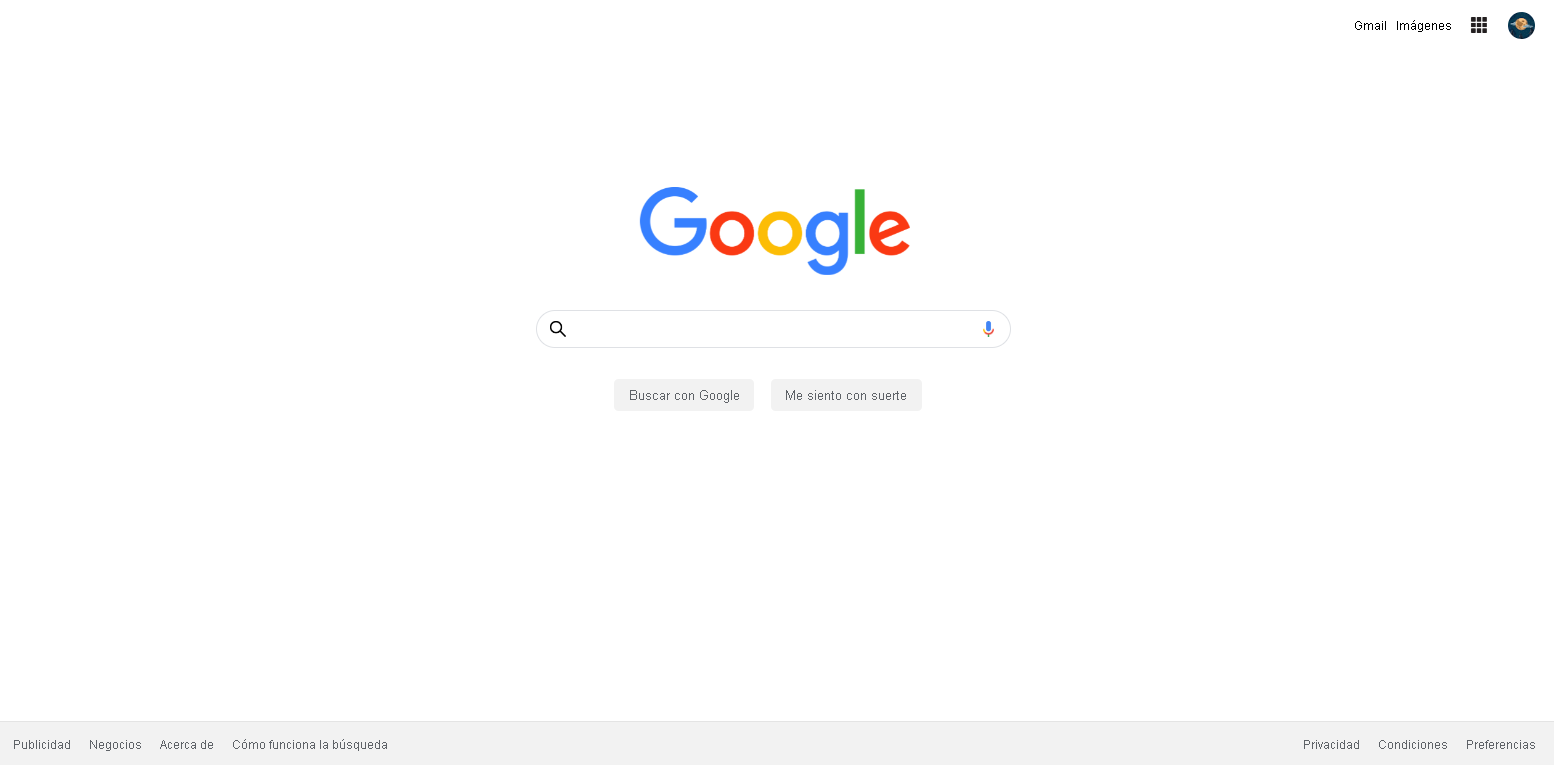 Gmail Imágenes
Google
Buscar con Google Me siento con suerte
Publicidad Negocios Acerca de Cómo funciona la búsqueda Privacidad Condiciones Preferencias